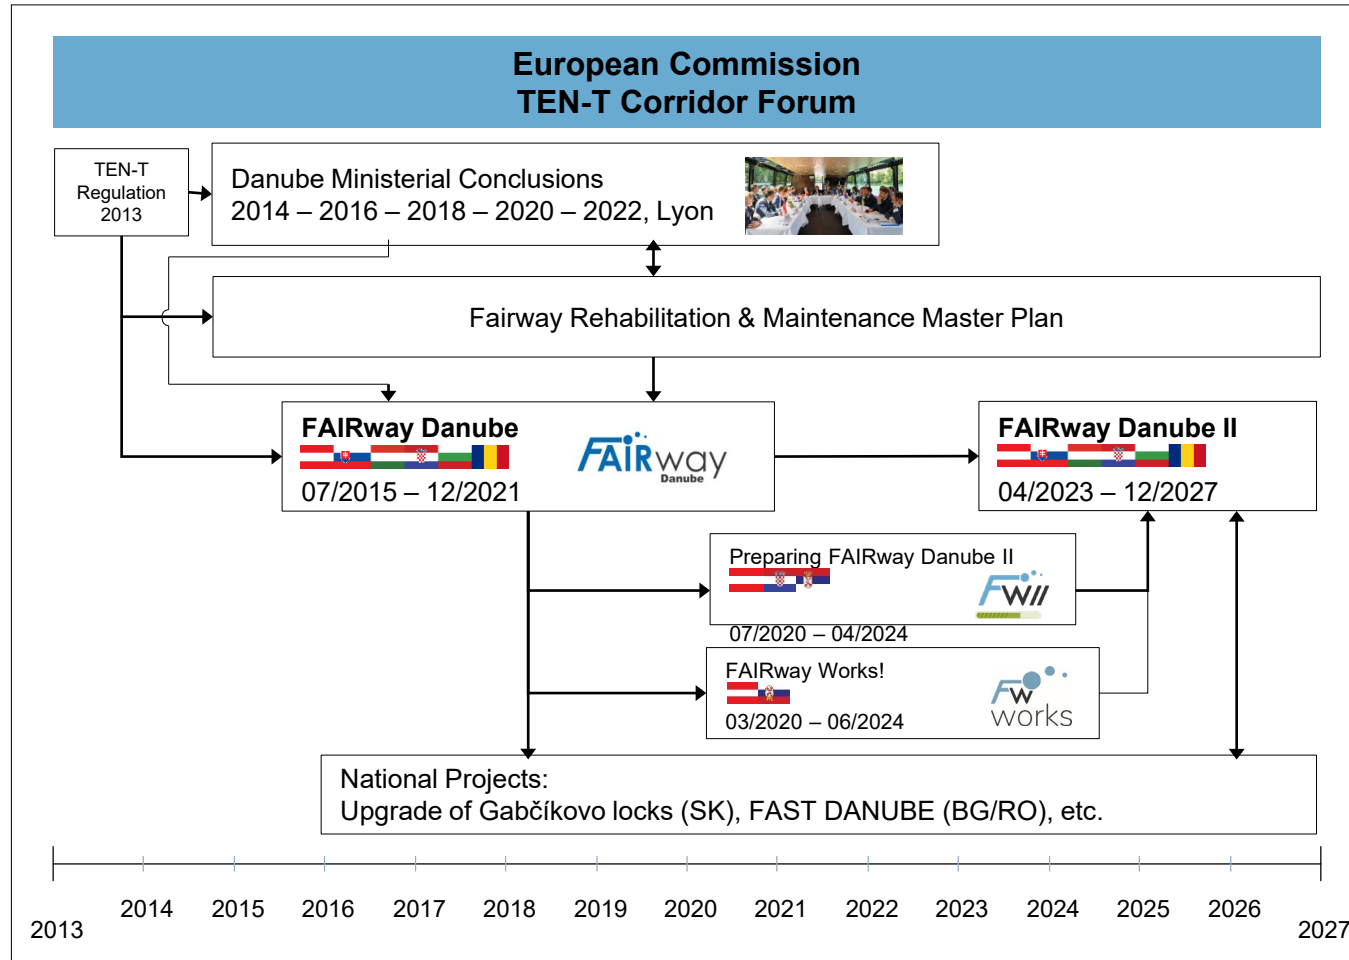 European Commission
TEN-T Corridor Forum
TEN-T
Regulation
2013
Danube Ministerial Conclusions
2014 – 2016 – 2018 – 2020 – 2022, Lyon
Fairway Rehabilitation & Maintenance Master Plan
FAIRway Danube
07/2015 – 12/2021
FAIRway
Danube
FAIRway Danube II
04/2023 – 12/2027
Preparing FAIRway Danube II
FWII
07/2020 – 04/2024
FAIRway Works!
03/2020 – 06/2024
FW
works
National Projects:
Upgrade of Gabčíkovo locks (SK), FAST DANUBE (BG/RO), etc.
2013 2014 2015 2016 2017 2018 2019 2020 2021 2022 2023 2024 2025 2026 2027